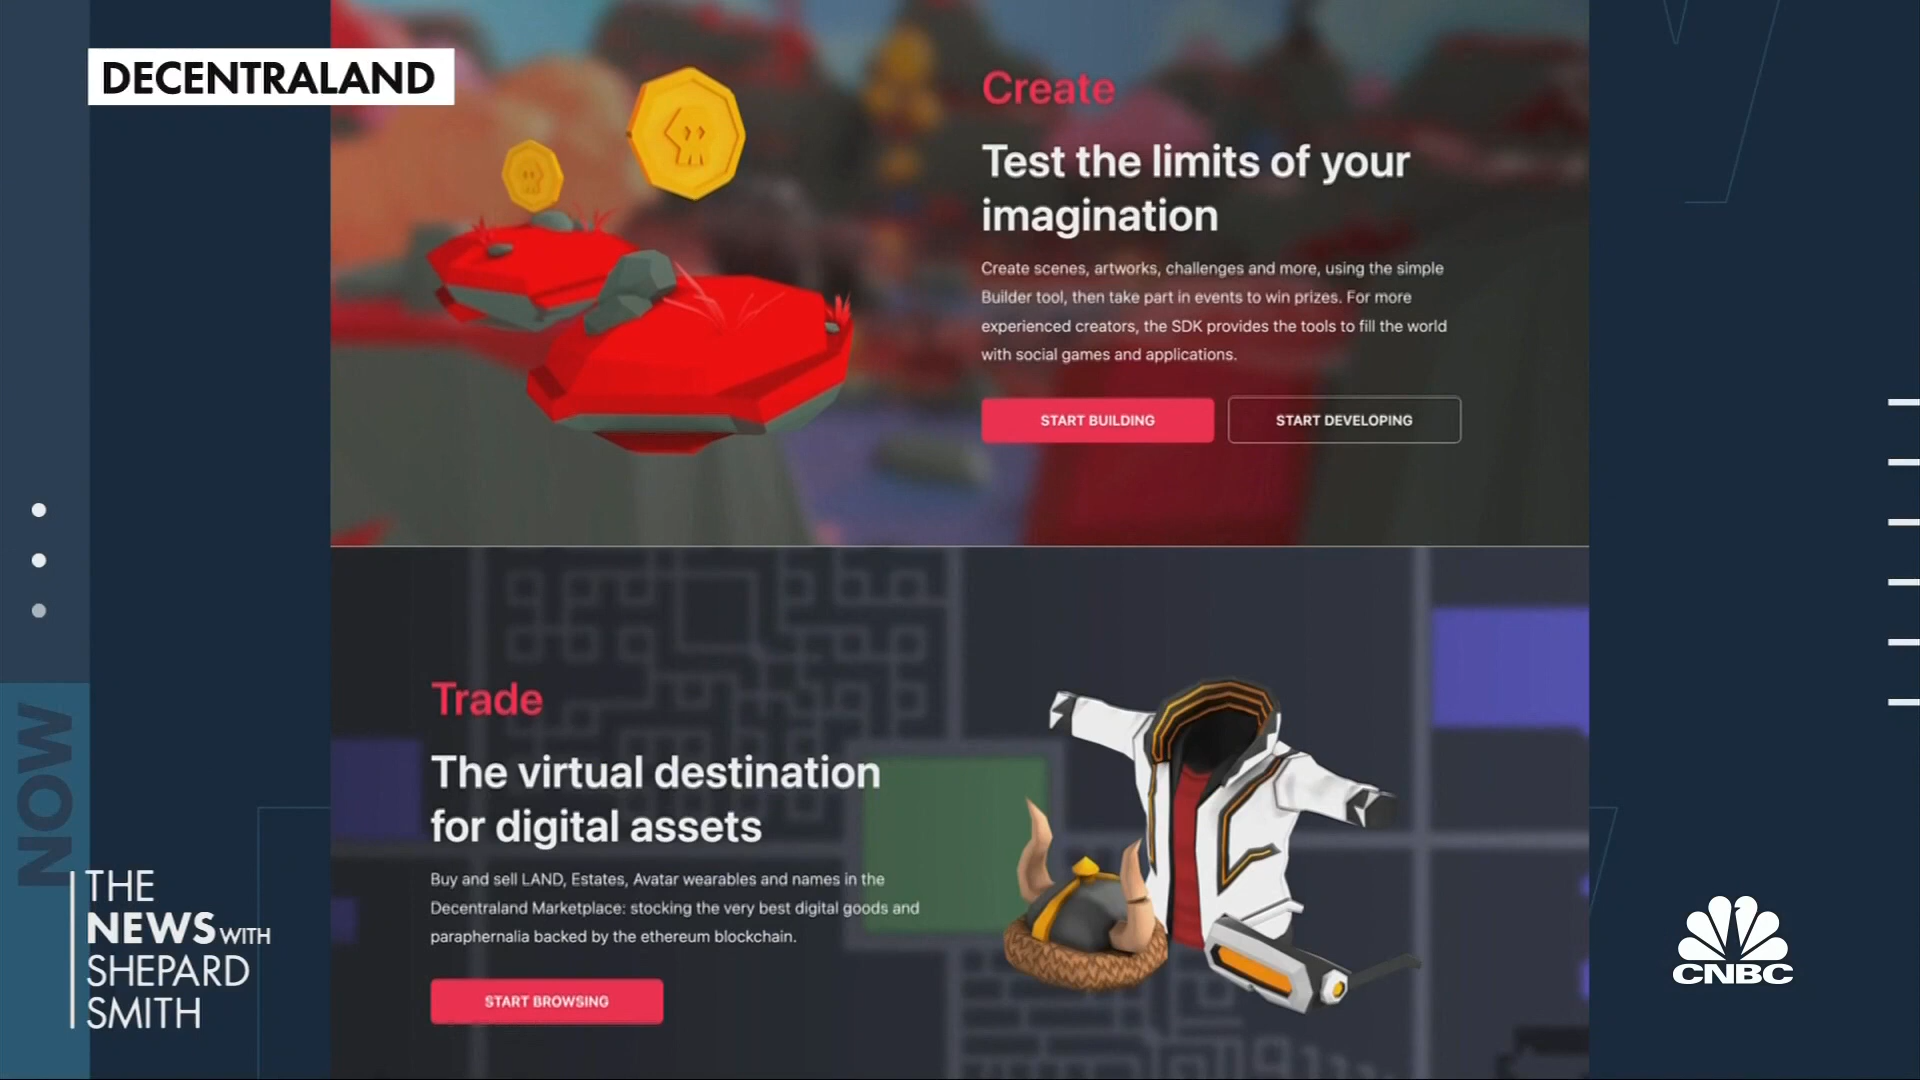 DECENTRALAND
Create
Test the limits of your
imagination
Create scenes, artworks, challenges and more, using the simple
Builder tool, then take part in events to win prizes. For more
experienced creators, the SDK provides the tools to fill the world
with social games and applications.
START BUILDING
START DEVELOPING
Trade
The virtual destination
for digital assets
Buy and sell LAND, Estates, Avatar wearables and names in the
Decentraland Marketplace: stocking the very best digital goods and
paraphernalia backed by the ethereum blockchain.
START BROWSING
NOW
THE
NEWS WITH
SHEPARD
SMITH
CNBC